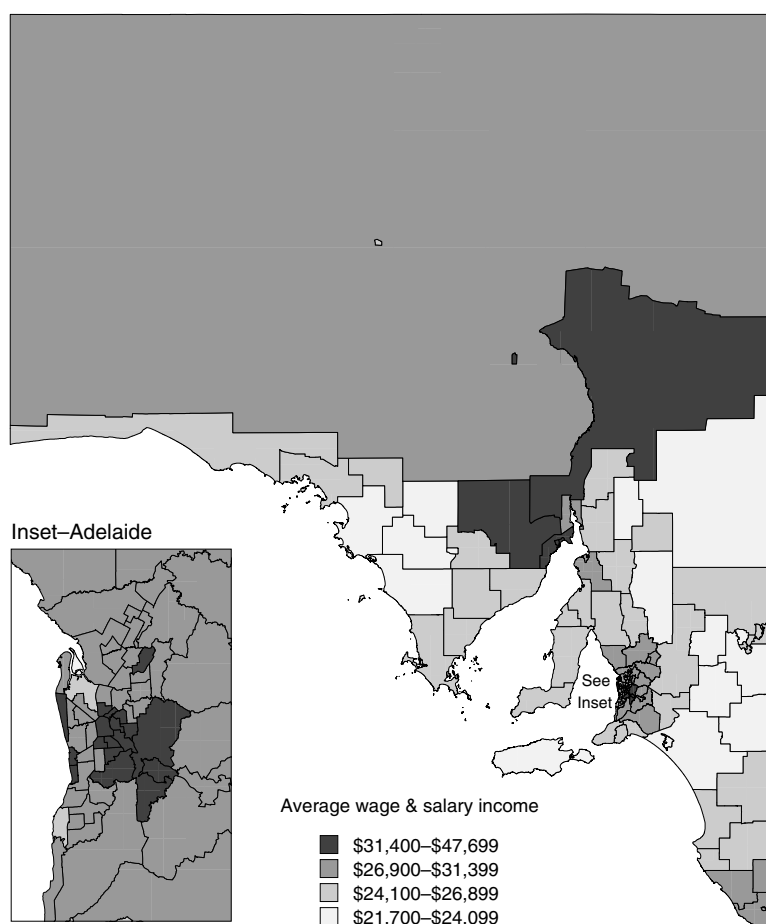 Inset–Adelaide
See
Inset
Average wage & salary income
$31,400–$47,699
$26,900–$31,399
$24,100–$26,899
$21,700–$24,099